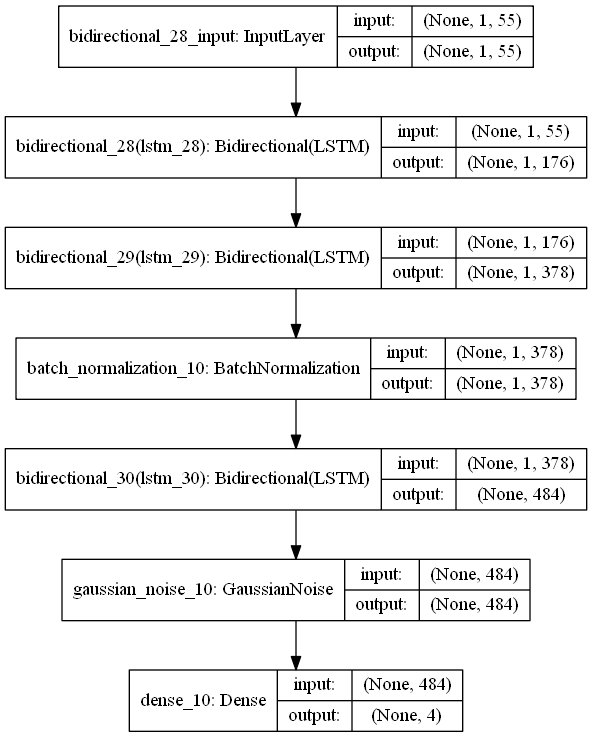 bidirectional_28_input: InputLayer
input: (None, 1, 55)
output: (None, 1, 55)
bidirectional_28(lstm_28): Bidirectional(LSTM)
input: (None, 1, 55)
output: (None, 1, 176)
bidirectional_29(lstm_29): Bidirectional(LSTM)
input: (None, 1, 176)
output: (None, 1, 378)
batch_normalization_10: BatchNormalization
input: (None, 1, 378)
output: (None, 1, 378)
bidirectional_30(lstm_30): Bidirectional(LSTM)
input: (None, 1, 378)
output: (None, 484)
gaussian_noise_10: GaussianNoise
input: (None, 484)
output: (None, 484)
dense_10: Dense
input: (None, 484)
output: (None, 4)